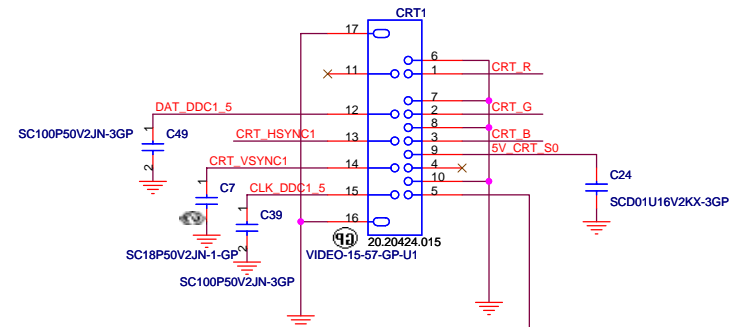 CRT1
17
6
11
1
CRT_R
7
DAT_DDC1_5
12
2
CRT_G
SC100P50V2JN-3GP
1
C49
8
CRT_HSYNC1
13
3
CRT_B
9
5V_CRT_S0
2
CRT_VSYNC1
14
4
1
C7
CLK_DDC1_5
10
C24
15
5
SCD01U16V2KX-3GP
1
C39
16
GP
20.20424.015
2
SC18P50V2JN-1-GP
VIDEO-15-57-GP-U1
SC100P50V2JN-3GP